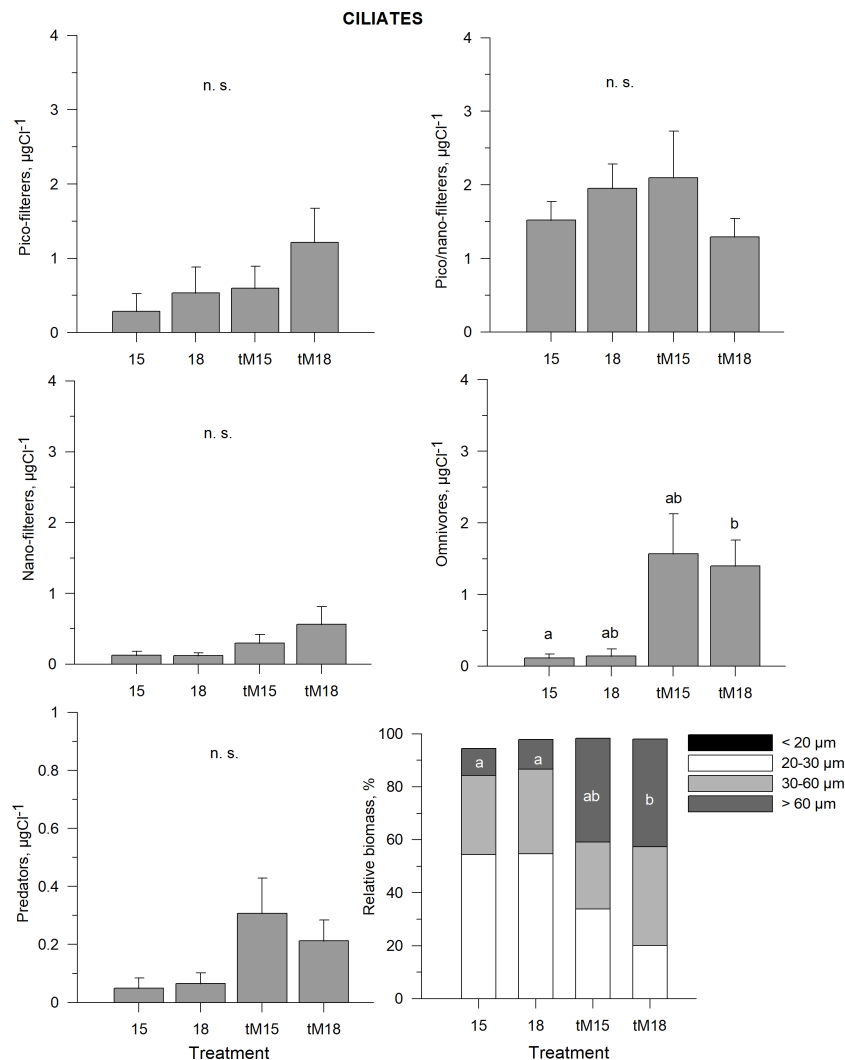 CILIATES
Pico-filterers, µgCl-1
4
3
2
1
0
n. s.
15 18 tM15 tM18
Pico/nano-filterers, µgCl-1
4
3
2
1
0
n. s.
15 18 tM15 tM18
Nano-filterers, µgCl-1
4
3
2
1
0
n. s.
15 18 tM15 tM18
Omnivores, µgCl-1
4
3
2
1
0
a ab ab b
15 18 tM15 tM18
Predators, µgCl-1
1
0.8
0.6
0.4
0.2
0
n. s.
15 18 tM15 tM18
Treatment
Relative biomass, %
100
80
60
40
20
0
a a ab b
15 18 tM15 tM18
Treatment
< 20 µm
20-30 µm
30-60 µm
> 60 µm